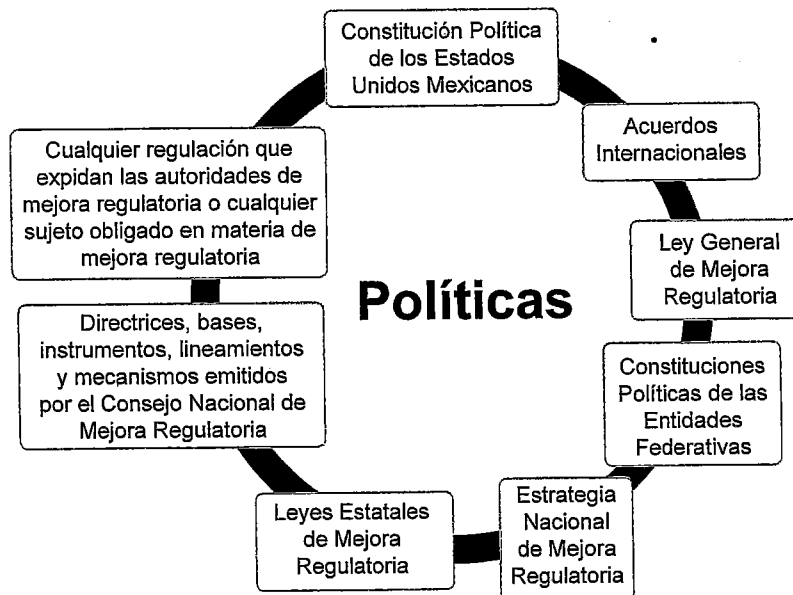 Constitución Política
de los Estados
Unidos Mexicanos
Acuerdos
Internacionales
Ley General
de Mejora
Regulatoria
Constituciones
Políticas de las
Entidades
Federativas
Estrategia
Nacional
de Mejora
Regulatoria
Leyes Estatales
de Mejora
Regulatoria
Directrices, bases,
instrumentos, lineamientos
y mecanismos emitidos
por el Consejo Nacional de
Mejora Regulatoria
Cualquier regulación que
expidan las autoridades de
mejora regulatoria o cualquier
sujeto obligado en materia de
mejora regulatoria
Políticas